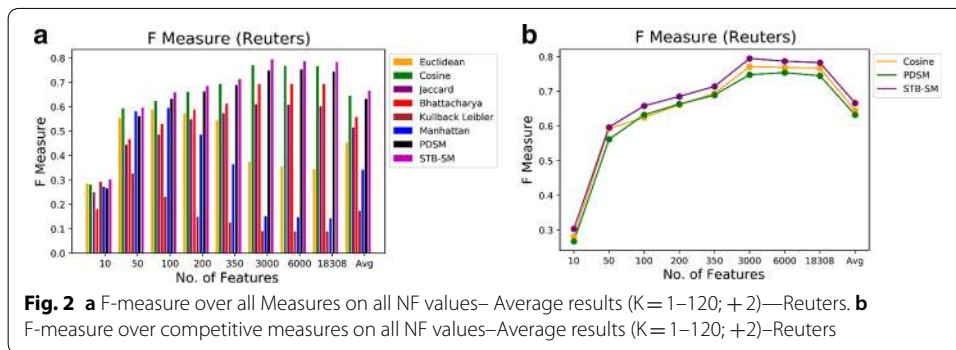 a
F Measure (Reuters)
F Measure
0.8
0.7
0.6
0.5
0.4
0.3
0.2
0.1
0.0
10 50 100 200 350 3000 6000 18308 Avg
No. of Features
Euclidean
Cosine
Jaccard
Bhattacharya
Kullback Leibler
Manhattan
PDSM
STB-SM
b
F Measure (Reuters)
F Measure
0.8
0.7
0.6
0.5
0.4
0.3
10 50 100 200 350 3000 6000 18308 Avg
No. of Features
Cosine
PDSM
STB-SM
Fig. 2 a F-measure over all Measures on all NF values– Average results (K = 1–120; + 2)—Reuters. b
F-measure over competitive measures on all NF values–Average results (K = 1–120; +2)–Reuters